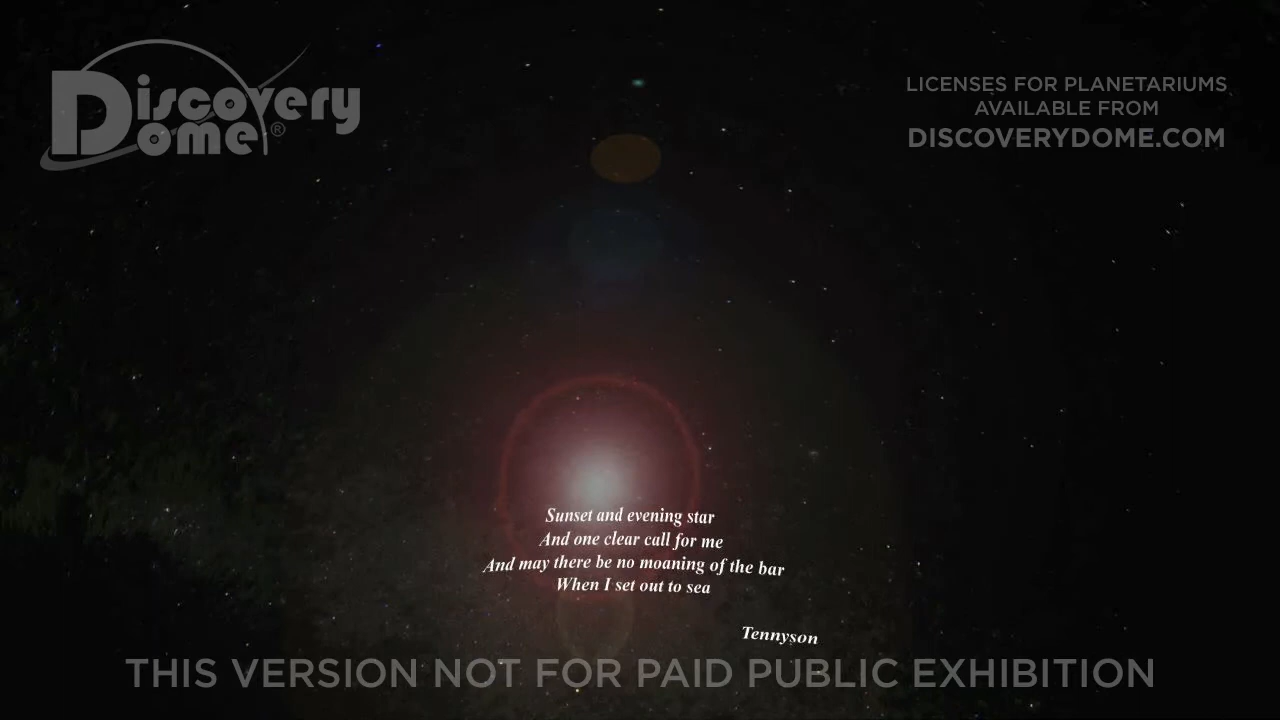 Discovery
Dome®
LICENSES FOR PLANETARIUMS
AVAILABLE FROM
DISCOVERYDOME.COM
Sunset and evening star
And one clear call for me
And may there be no moaning of the bar
When I set out to sea
Tennyson
THIS VERSION NOT FOR PAID PUBLIC EXHIBITION